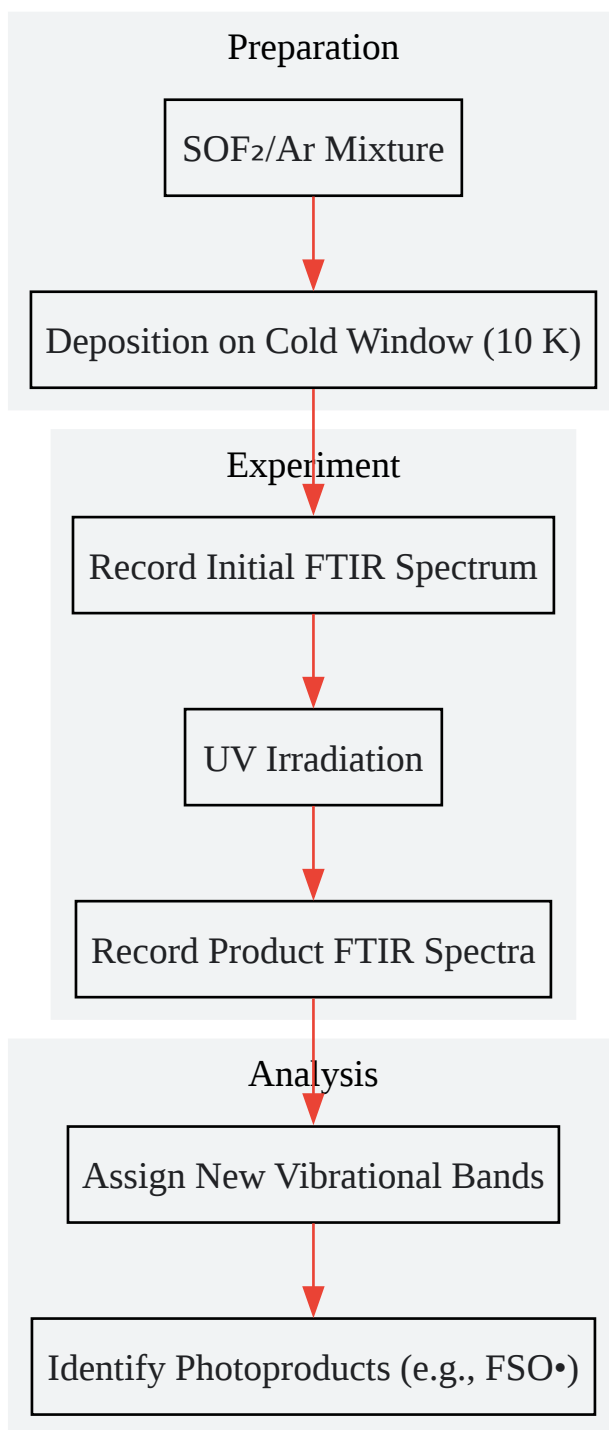 Preparation
SOF₂/Ar Mixture
Deposition on Cold Window (10 K)
Experiment
Record Initial FTIR Spectrum
UV Irradiation
Record Product FTIR Spectra
Analysis
Assign New Vibrational Bands
Identify Photoproducts (e.g., FSO•)